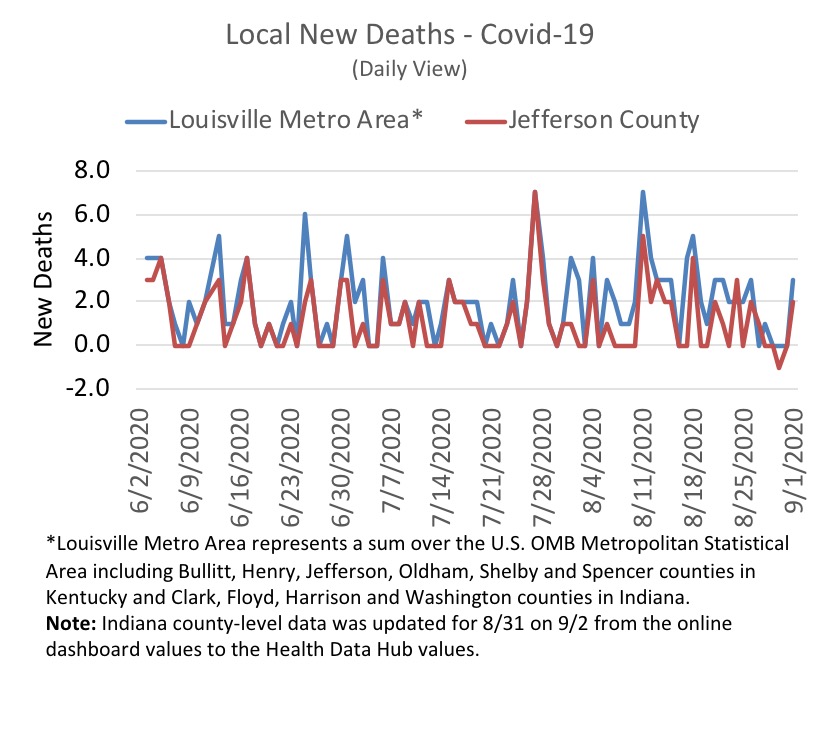 Local New Deaths - Covid-19
(Daily View)
Louisville Metro Area* Jefferson County
8.0
6.0
4.0
2.0
0.0
-2.0
New Deaths
6/2/2020 6/9/2020 6/16/2020 6/23/2020 6/30/2020 7/7/2020 7/14/2020 7/21/2020 7/28/2020 8/4/2020 8/11/2020 8/18/2020 8/25/2020 9/1/2020
*Louisville Metro Area represents a sum over the U.S. OMB Metropolitan Statistical
Area including Bullitt, Henry, Jefferson, Oldham, Shelby and Spencer counties in
Kentucky and Clark, Floyd, Harrison and Washington counties in Indiana.
Note: Indiana county-level data was updated for 8/31 on 9/2 from the online
dashboard values to the Health Data Hub values.